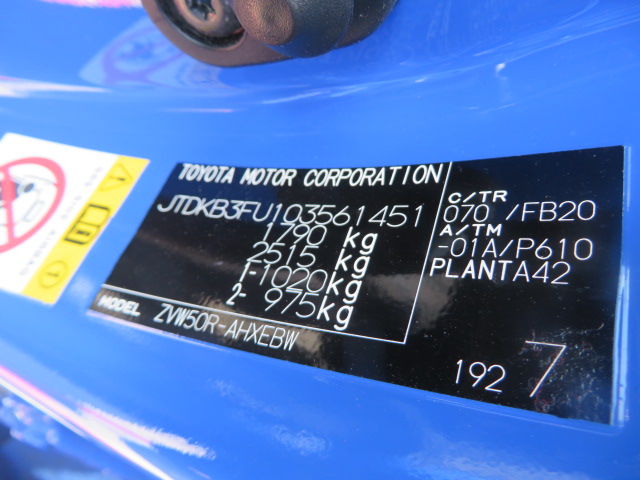 TOYOTA MOTOR CORPORATION
JTDKB3FU103561451
1790 kg
2515 kg
1-1020kg
2- 975kg
MODEL ZVW50R-AHXEBW
C/TR
070 /FB20
A/TM
-01A/P610
PLANTA42
192 7